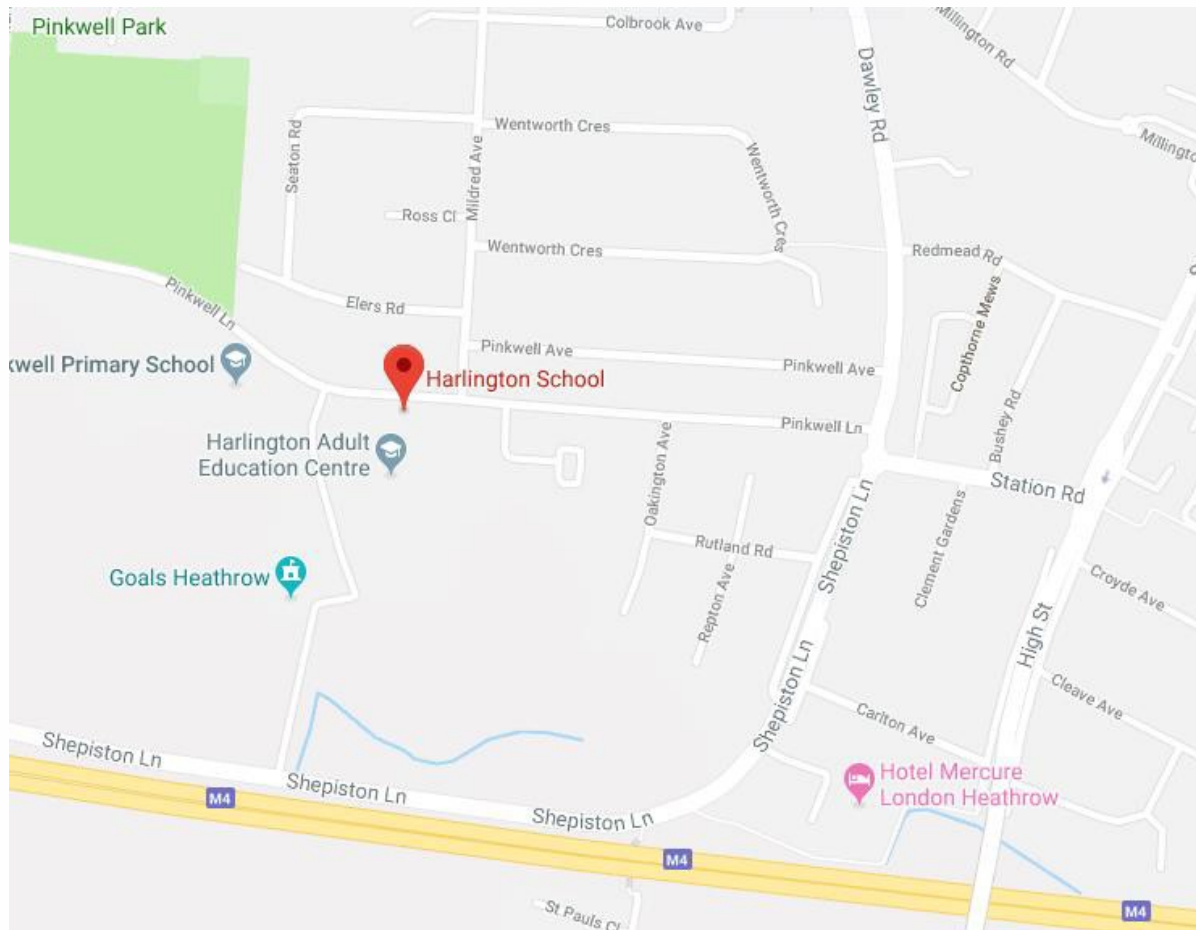 Pinkwell Park
Colbrook Ave
Millington Rd
Dawley Rd
Wentworth Cres
Seaton Rd
Mildred Ave
Wentworth Cres
Millingto
Ross Cl
Wentworth Cres
Redmead Rd
Pinkwell Ln
Elers Rd
Copthorne Mews
Pinkwell Ave
Pinkwell Ave
kwell Primary School
Harlington School
Bushey Rd
Pinkwell Ln
Harlington Adult
Education Centre
Oakington Ave
Station Rd
Shepiston Ln
Clement Gardens
Rutland Rd
Goals Heathrow
Repton Ave
Croyde Ave
High St
Cleave Ave
Shepiston Ln
Carlton Ave
Shepiston Ln
Shepiston Ln
Hotel Mercure
London Heathrow
M4
Shepiston Ln
M4
St Pauls Cl
M4